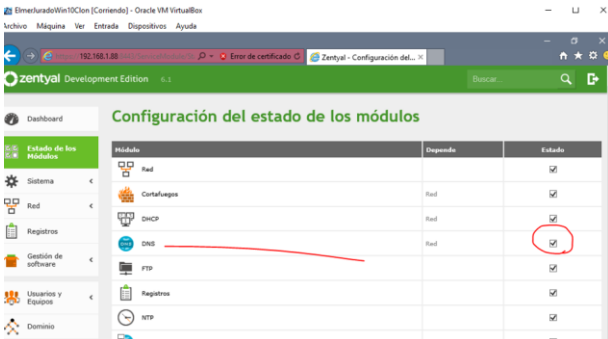 ElmerJuradoWin10Clon [Corriendo] - Oracle VM VirtualBox
Archivo Máquina Ver Entrada Dispositivos Ayuda
192.168.1.88
Error de certificado
Zentyal - Configuración del...
zentyal Development Edition 6.1
Buscar...
Dashboard
Estado de los
Módulos
Sistema
Red
Registros
Gestión de
software
Usuarios y
Equipos
Dominio
Configuración del estado de los módulos
Módulo Depende Estado
Red
Cortafuegos Red
DHCP Red
DNS Red
FTP
Registros
NTP